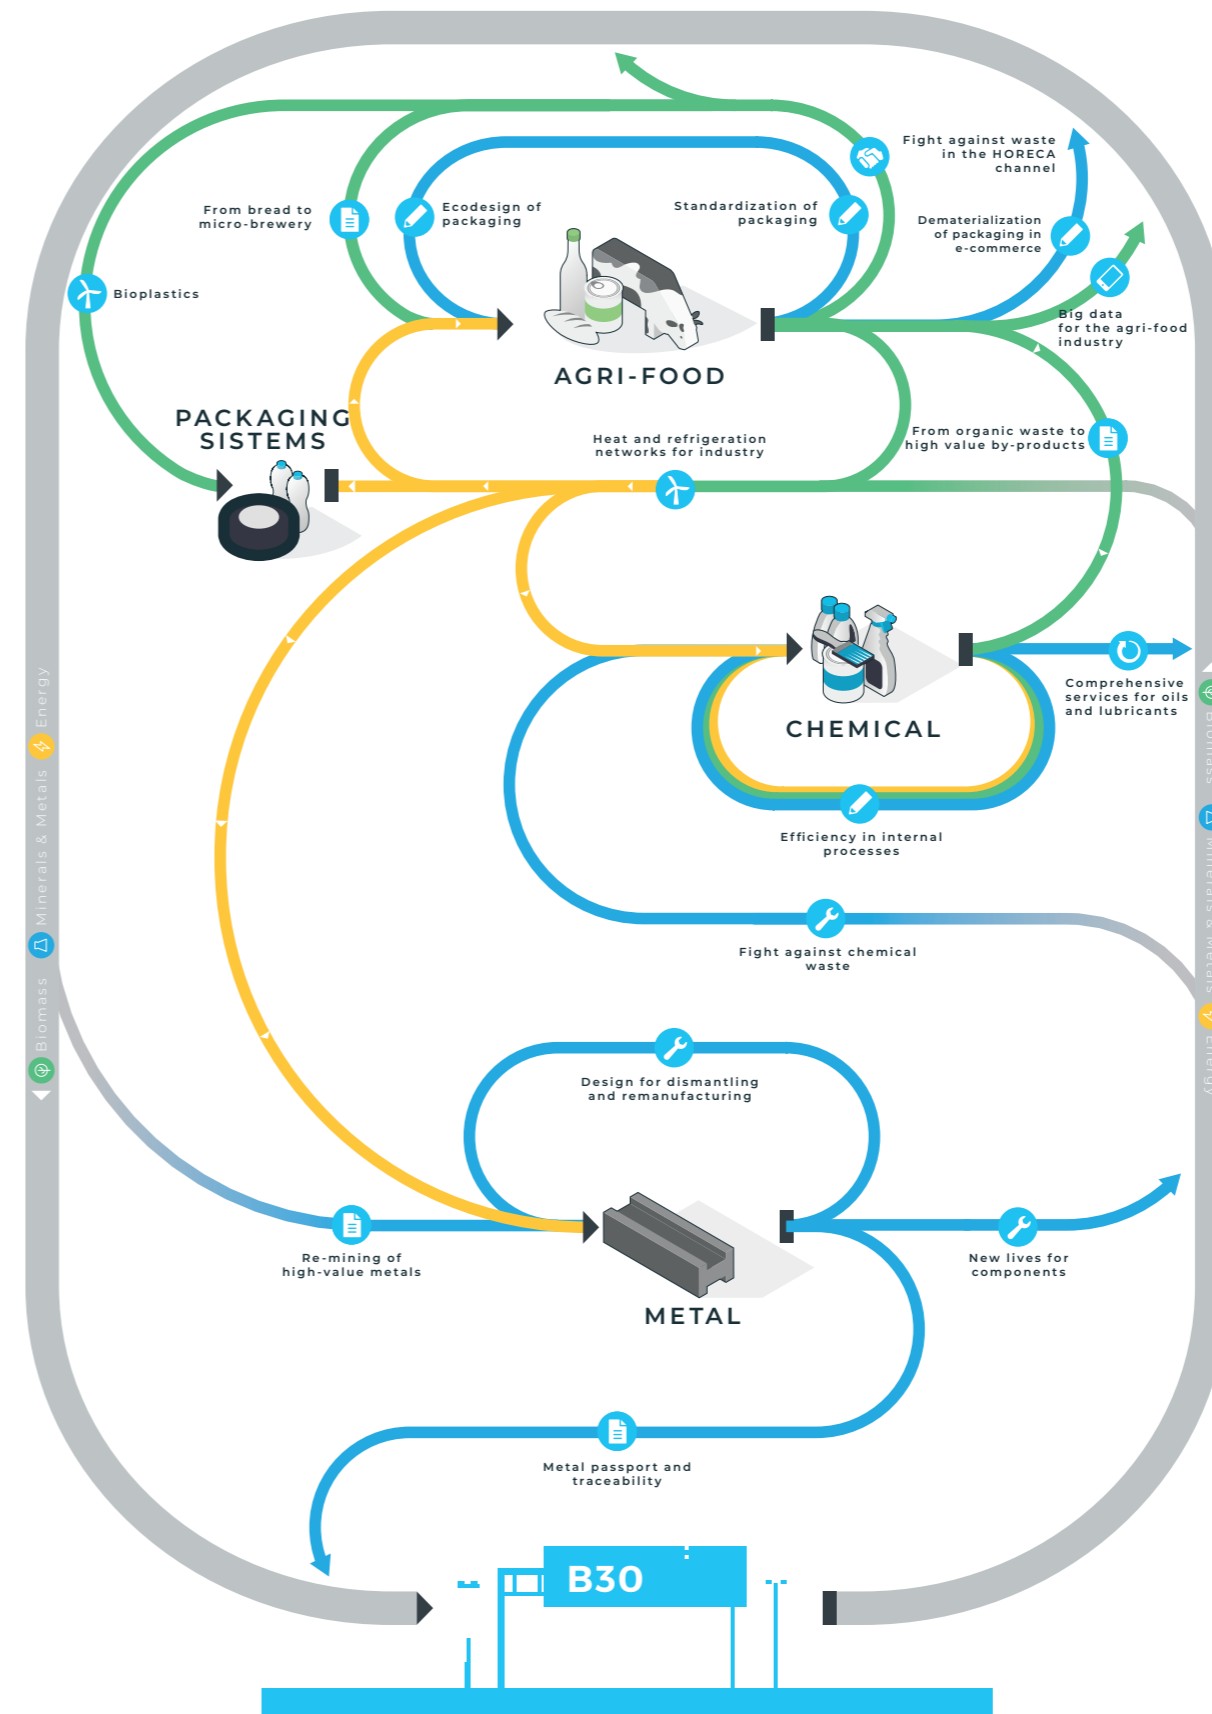 Fight against waste
in the HORECA
channel
From bread to
micro-brewery
Ecodesign of
packaging
Standardization of
packaging
Dematerialization
of packaging in
e-commerce
Bioplastics
Big data
for the agri-food
industry
AGRI-FOOD
PACKAGING
SISTEMS
Heat and refrigeration
networks for industry
From organic waste to
high value by-products
Comprehensive
services for oils
and lubricants
CHEMICAL
Efficiency in internal
processes
Fight against chemical
waste
Energy
Minerals & Metals
Biomass
Biomass
Minerals & Metals
Energy
Design for dismantling
and remanufacturing
Re-mining of
high-value metals
New lives for
components
METAL
Metal passport and
traceability
B30